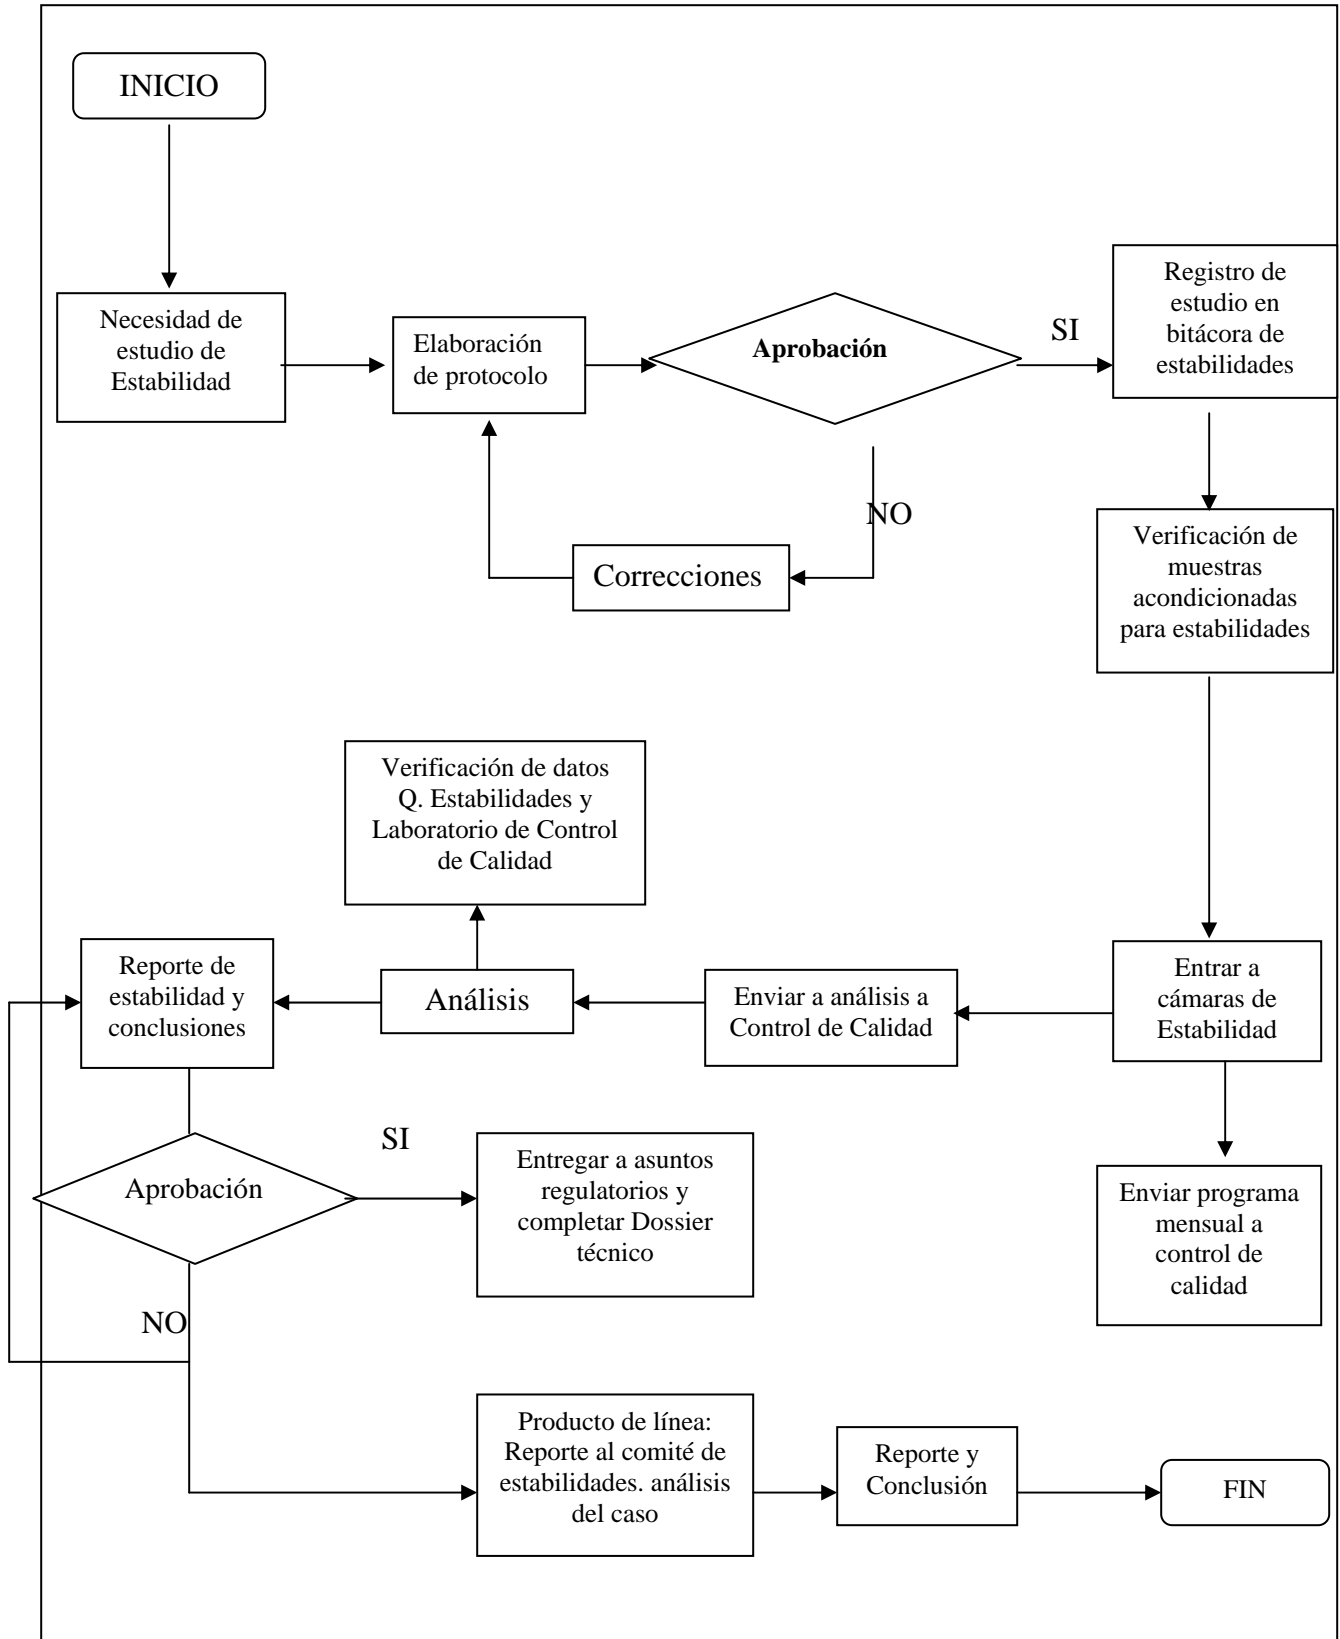 INICIO
Necesidad de
estudio de
Estabilidad
Elaboración
de protocolo
Aprobación
SI
Registro de
estudio en
bitácora de
estabilidades
NO
Correcciones
Verificación de
muestras
acondicionadas
para estabilidades
Verificación de datos
Q. Estabilidades y
Laboratorio de Control
de Calidad
Reporte de
estabilidad y
conclusiones
Análisis
Enviar a análisis a
Control de Calidad
Entrar a
cámaras de
Estabilidad
Aprobación
SI
Entregar a asuntos
regulatorios y
completar Dossier
técnico
Enviar programa
mensual a
control de
calidad
NO
Producto de línea:
Reporte al comité de
estabilidades. análisis
del caso
Reporte y
Conclusión
FIN